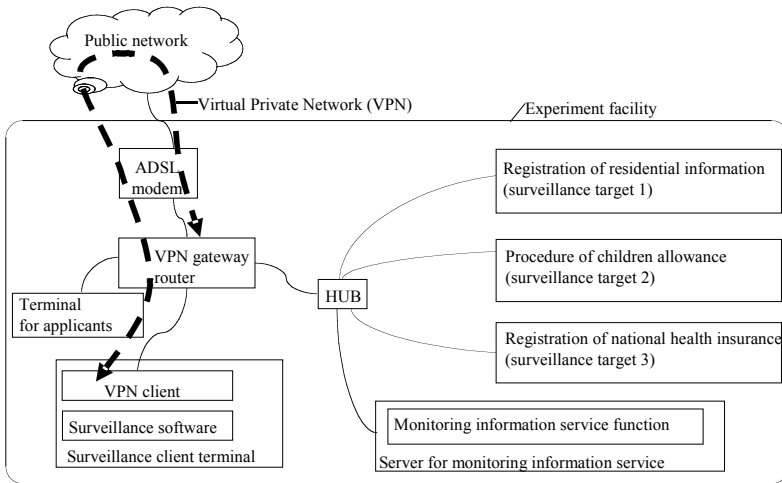 Public network
Virtual Private Network (VPN)
Experiment facility
ADSL
modem
Registration of residential information
(surveillance target 1)
VPN gateway
router
Procedure of children allowance
(surveillance target 2)
HUB
Terminal
for applicants
Registration of national health insurance
(surveillance target 3)
VPN client
Surveillance software
Surveillance client terminal
Monitoring information service function
Server for monitoring information service